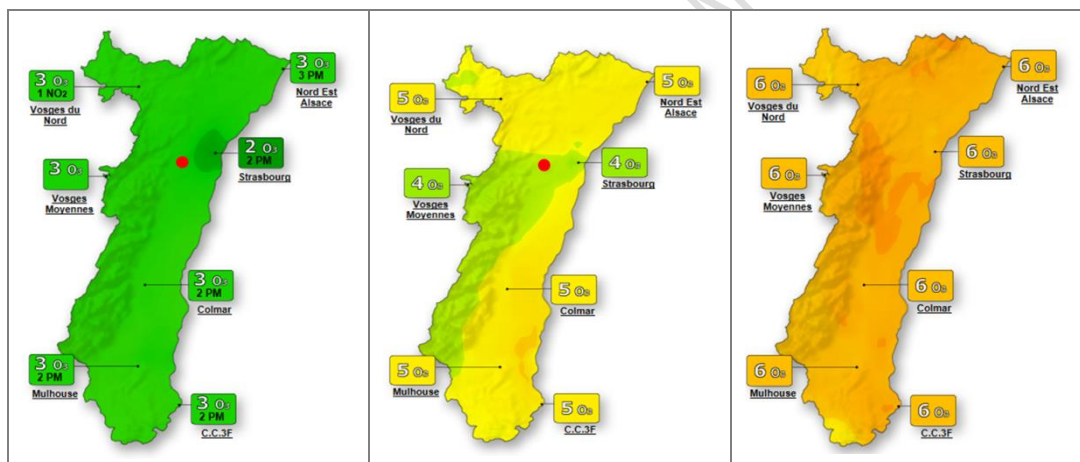 3 O3
1 NO2
Vosges du
Nord
3 O3
3 PM
Nord Est
Alsace
2 O3
2 PM
Strasbourg
3 O3
Vosges
Moyennes
3 O3
2 PM
Colmar
3 O3
2 PM
Mulhouse
3 O3
2 PM
C.C.3F
5 O3
Vosges du
Nord
5 O3
Nord Est
Alsace
4 O3
Strasbourg
4 O3
Vosges
Moyennes
5 O3
Colmar
5 O3
Mulhouse
5 O3
C.C.3F
6 O3
Vosges du
Nord
6 O3
Nord Est
Alsace
6 O3
Strasbourg
6 O3
Vosges
Moyennes
6 O3
Colmar
6 O3
Mulhouse
6 O3
C.C.3F